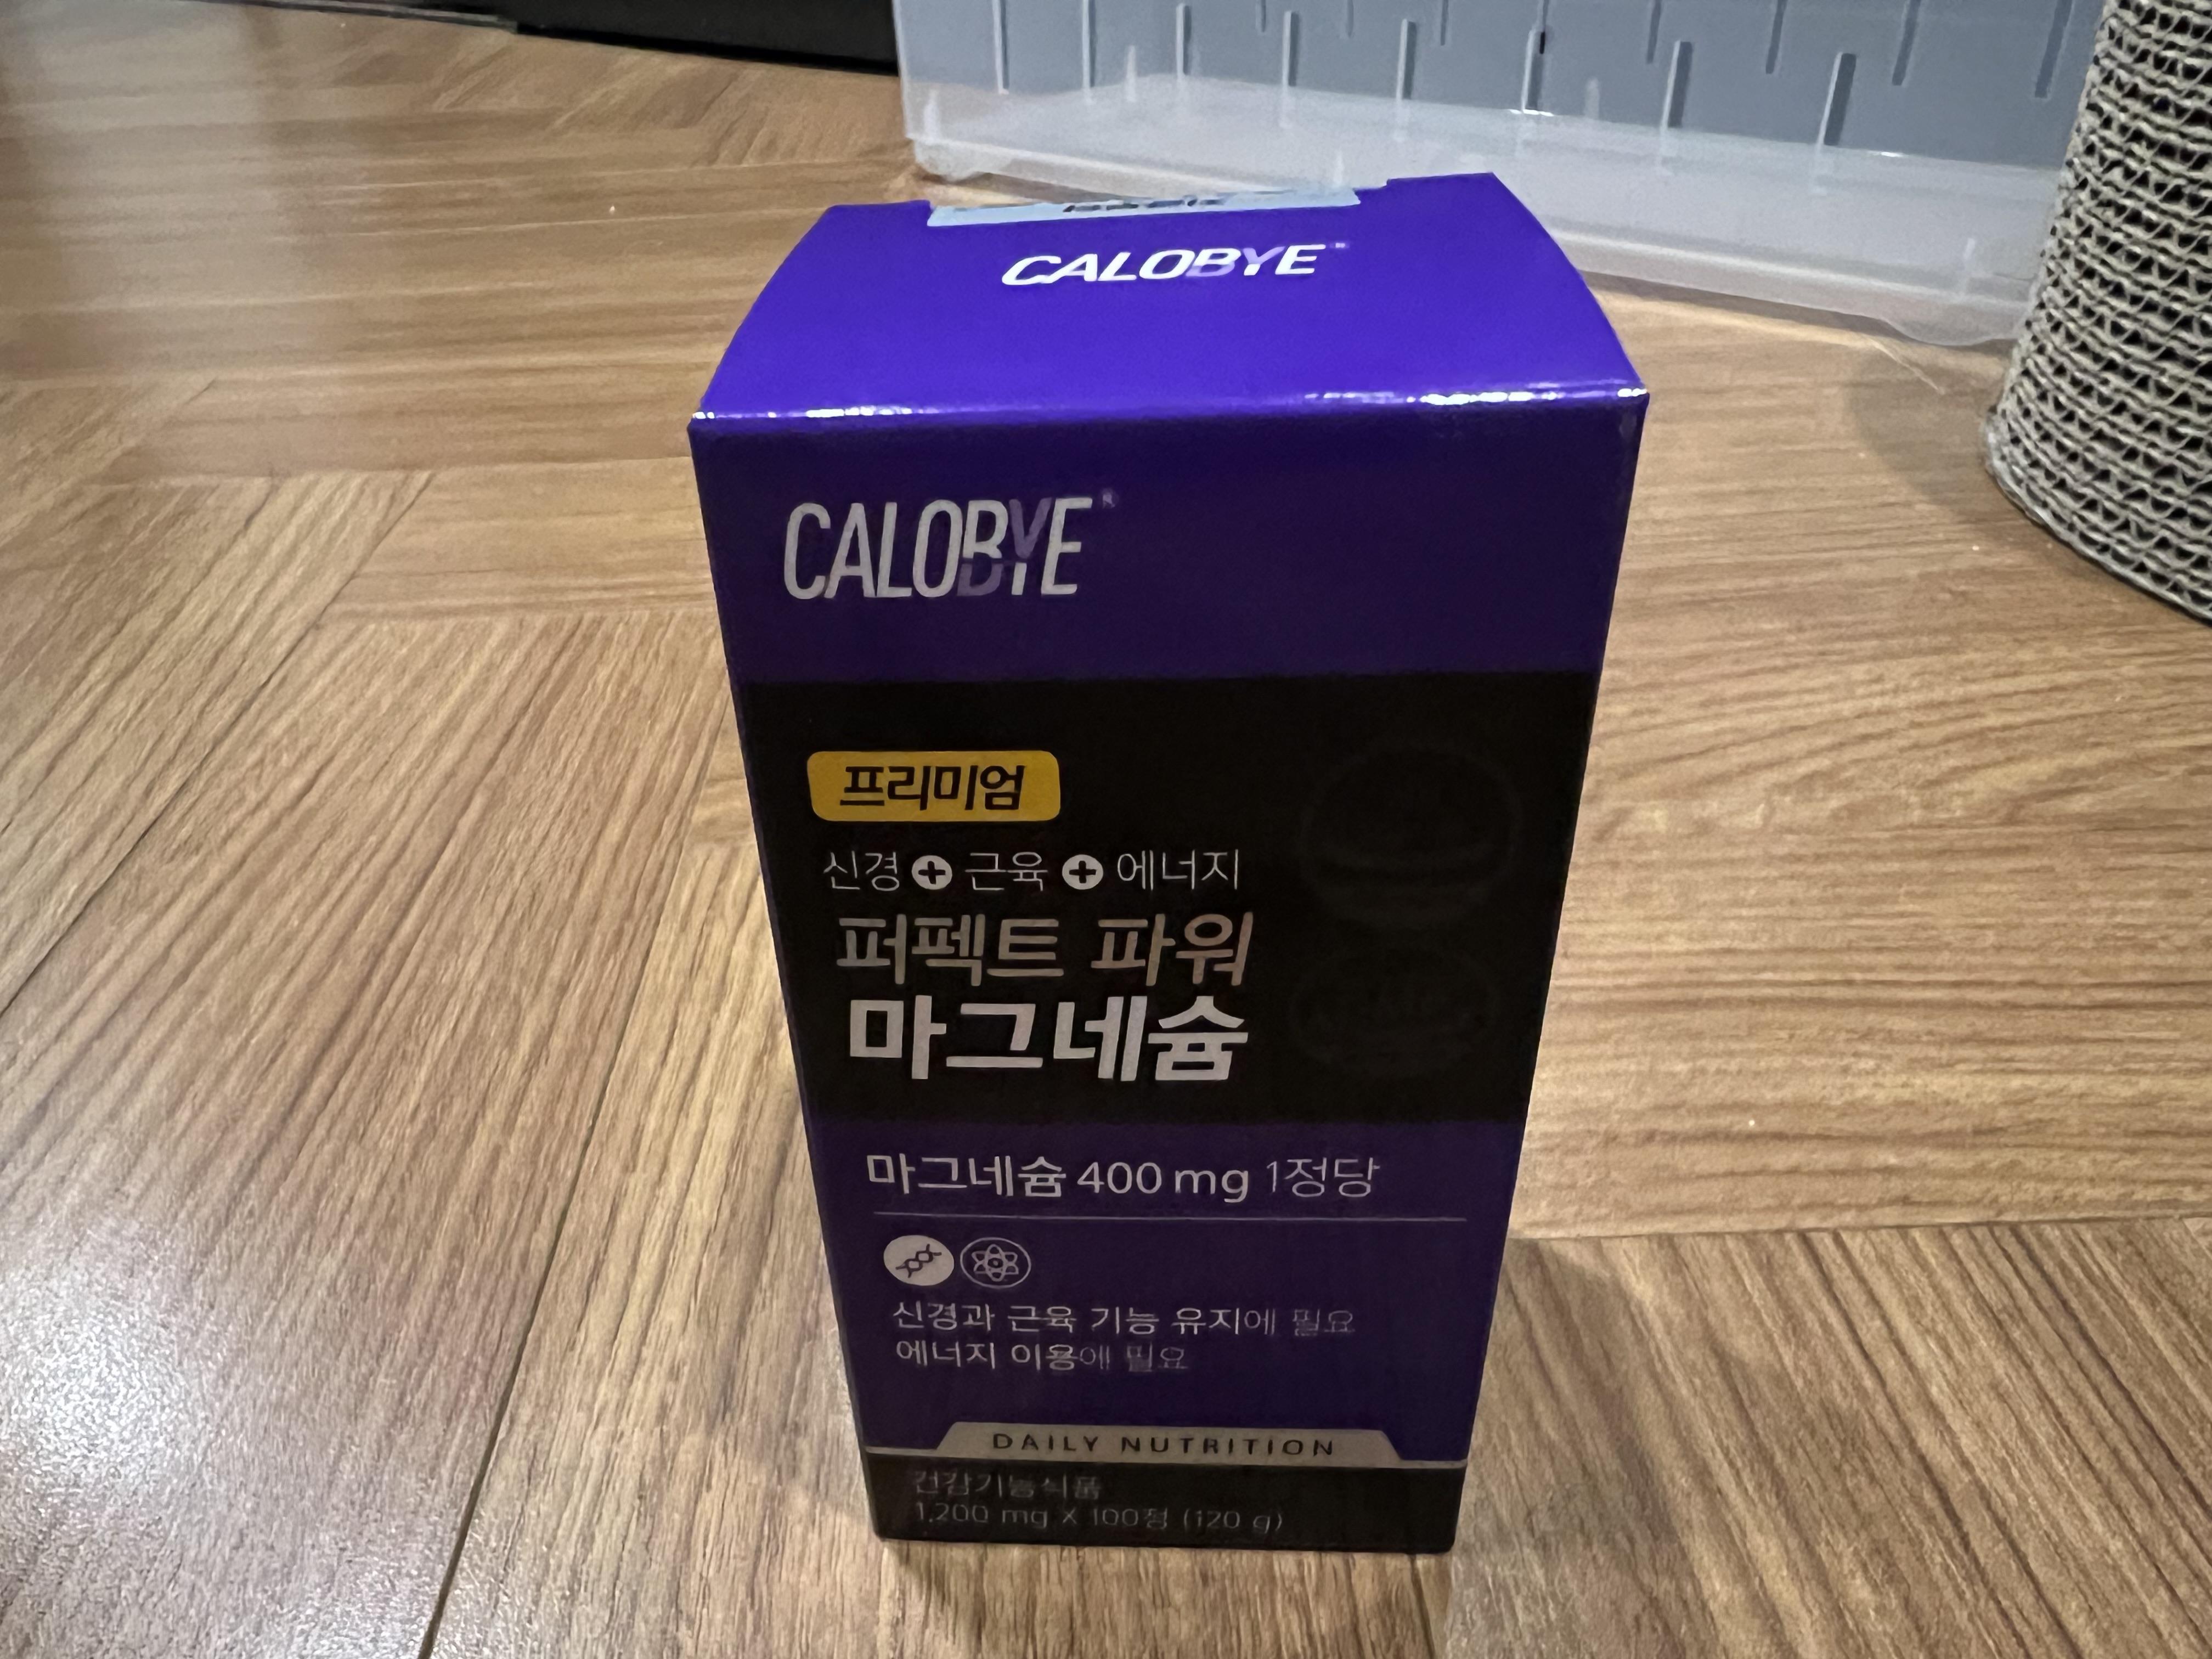 CALOBYE
CALOBYE
프리미엄
신경 + 근육 + 에너지
퍼펙트 파워
마그네슘
마그네슘 400 mg 1정당
신경과 근육 기능 유지에 필요
에너지 이용에 필요
DAILY NUTRITION
건강기능식품
1,200 mg X 100정 (120 g)